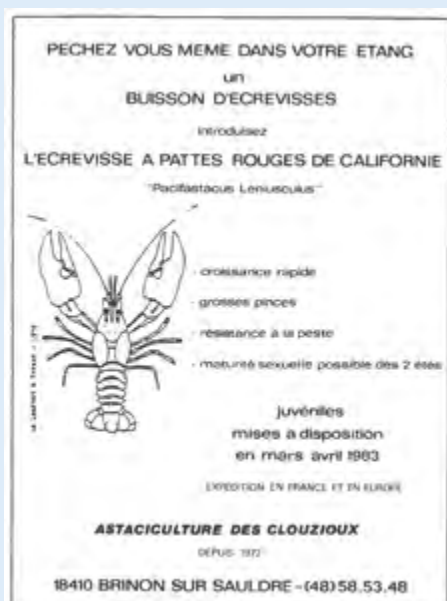 PECHEZ VOUS MEME DANS VOTRE ETANG
un
BUISSON D'ECREVISSES
Introduisez
L'ECREVISSE A PATTES ROUGES DE CALIFORNIE
"Pacifastacus Leniusculus"
- croissance rapide
- grosses pinces
- résistance à la peste
- maturité sexuelle possible dès 2 étés
juvéniles
mises a disposition
en mars avril 1983
EXPEDITION EN FRANCE ET EN EUROPE
ASTACICULTURE DES CLOUZIOUX
DEPUIS 1972
18410 BRINON SUR SAULDRE - (48) 58.53.48